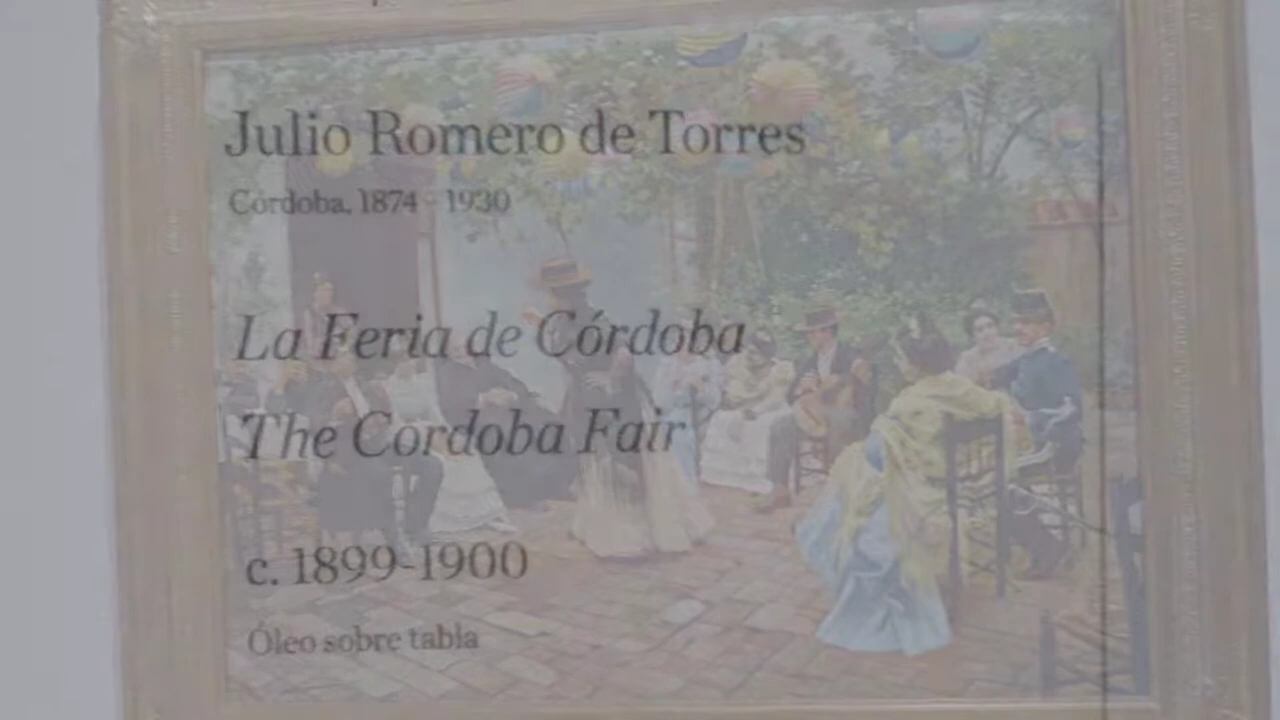 Julio Romero de Torres
Córdoba, 1874 - 1930
La Feria de Córdoba
The Cordoba Fair
c. 1899-1900
Óleo sobre tabla